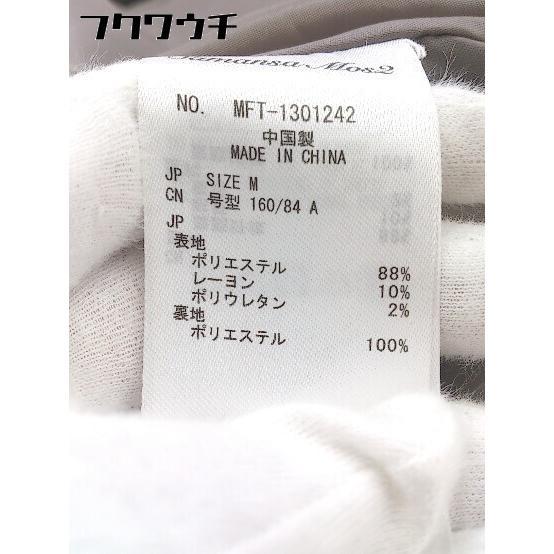 フクワウチ
Samansa Mos2
NO. MFT-1301242
中国製
MADE IN CHINA
JP SIZE M
CN 号型 160/84 A
JP
表地
ポリエステル 88%
レーヨン 10%
ポリウレタン 2%
裏地
ポリエステル 100%